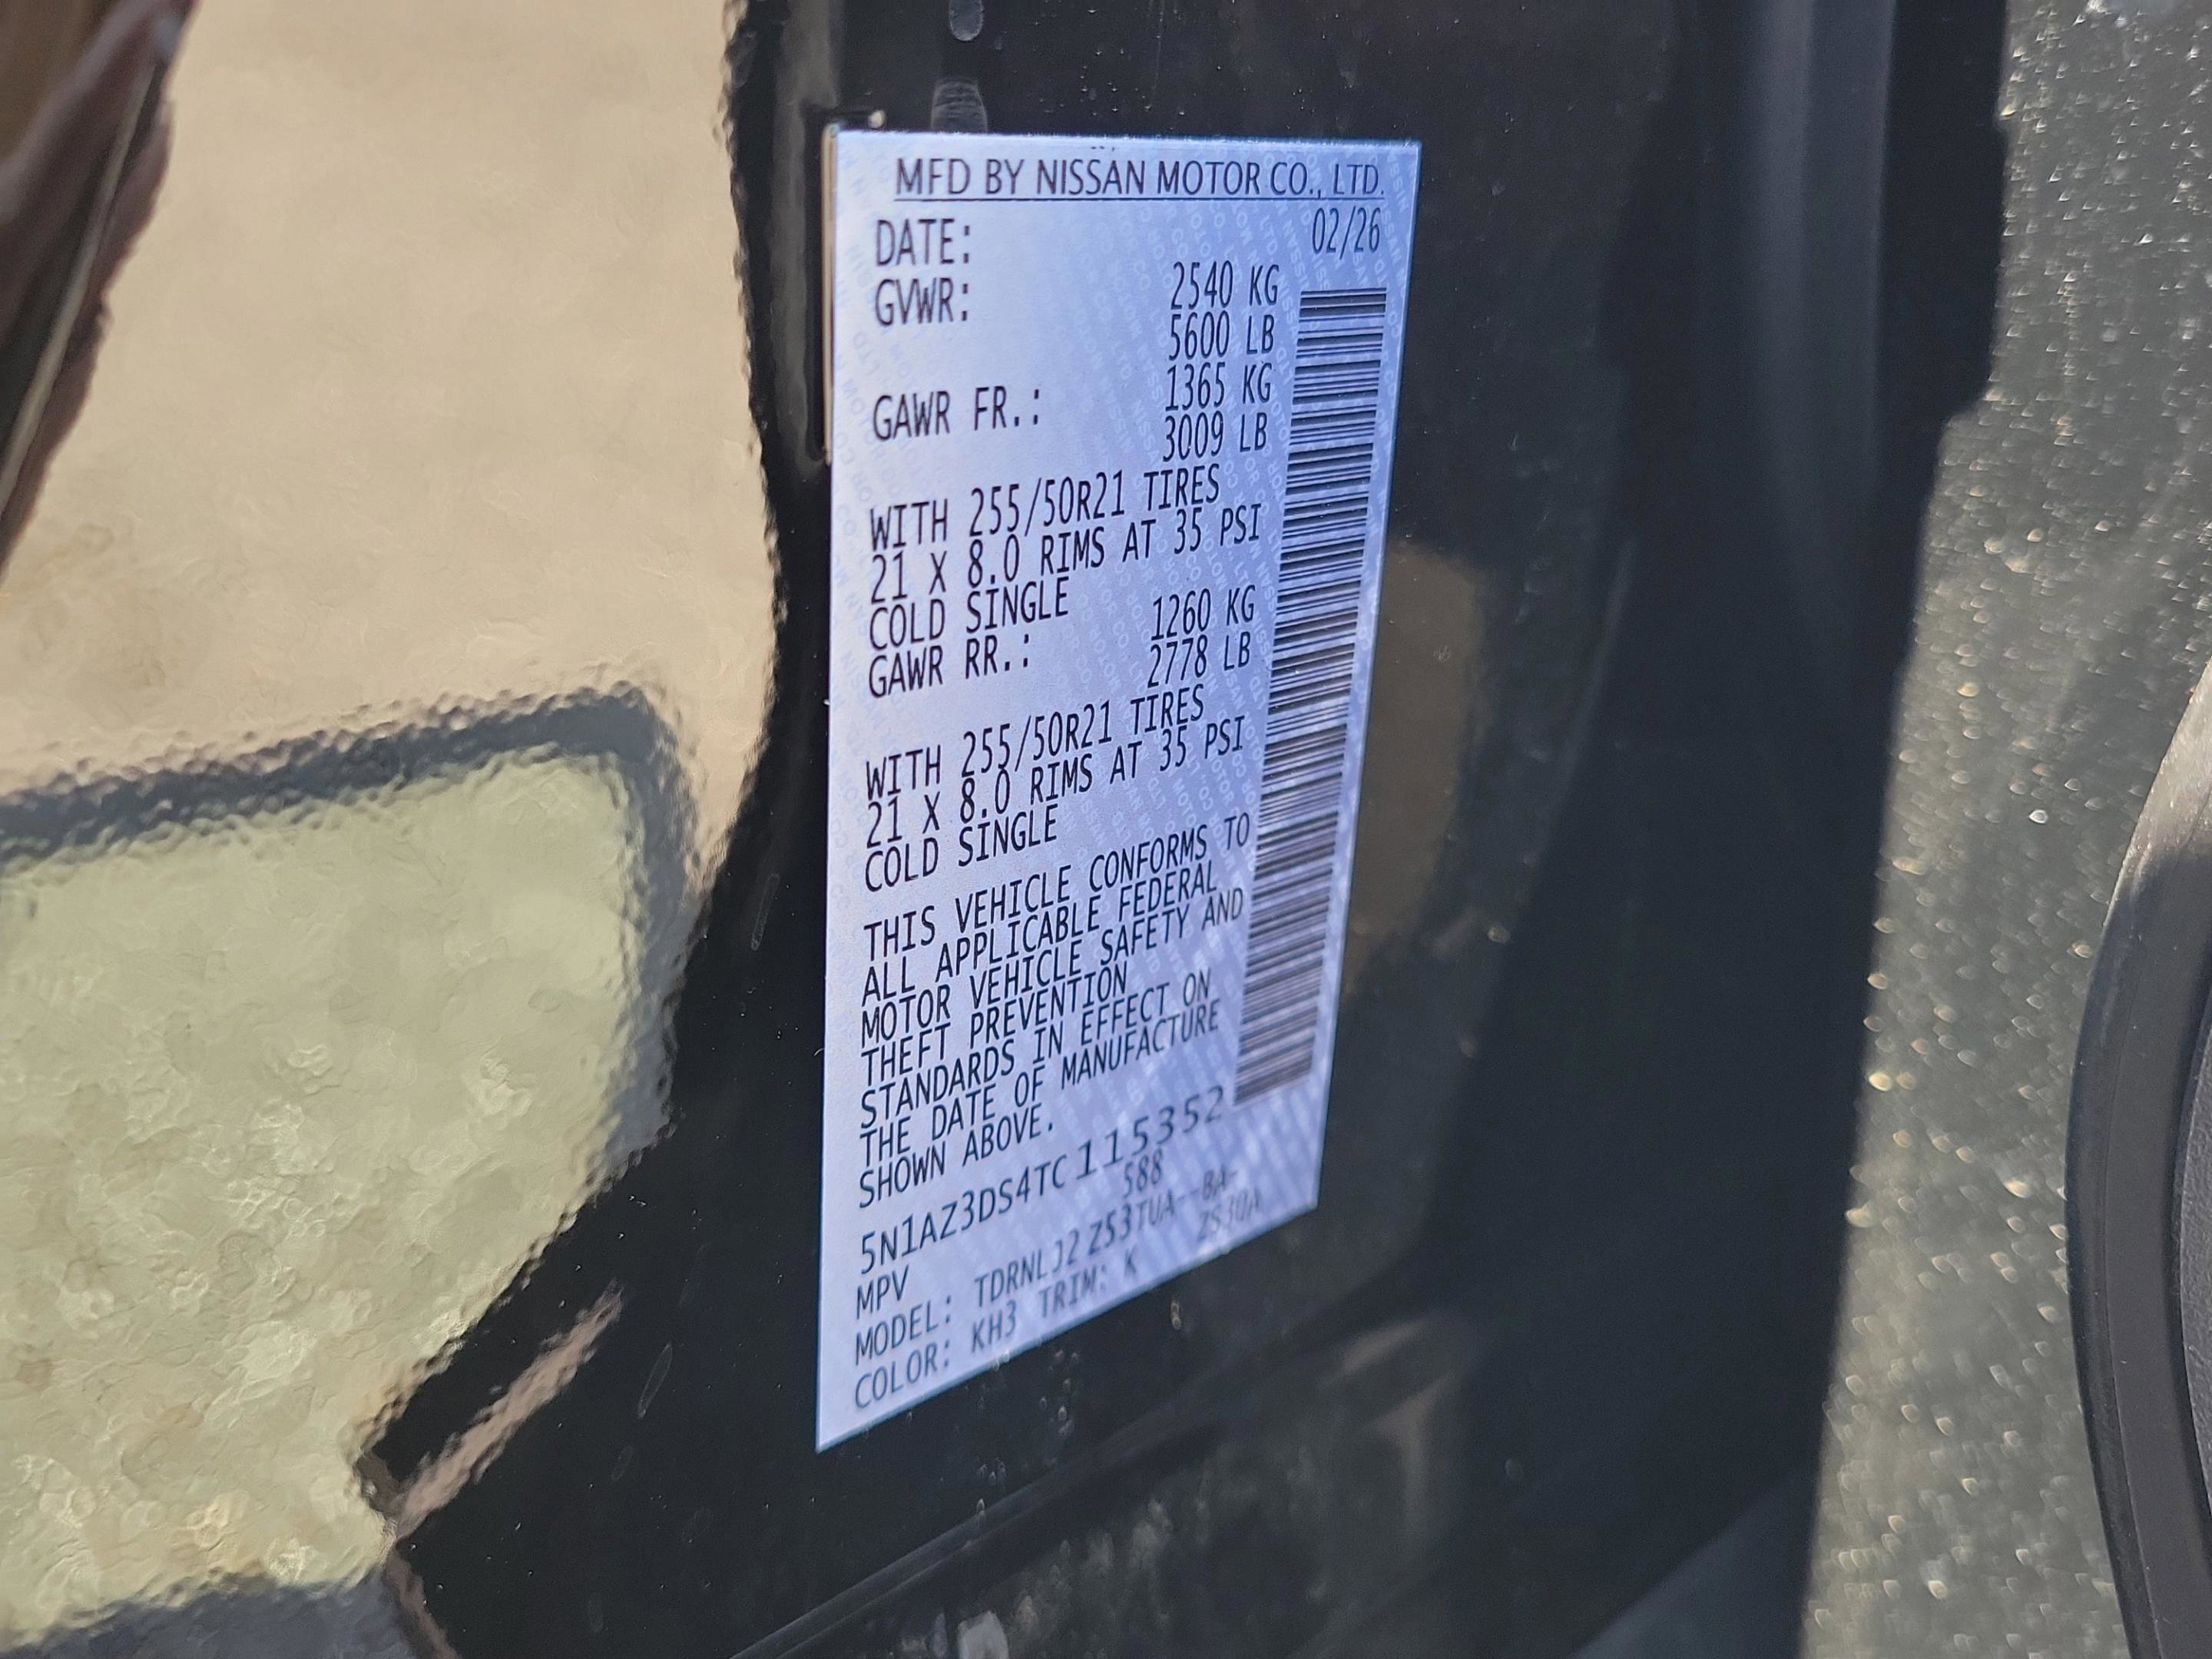 MFD BY NISSAN MOTOR CO., LTD.
DATE: 02/26
GVWR: 2540 KG
5600 LB
GAWR FR.: 1365 KG
3009 LB
WITH 255/50R21 TIRES
21 X 8.0 RIMS AT 35 PSI
COLD SINGLE
GAWR RR.: 1260 KG
2778 LB
WITH 255/50R21 TIRES
21 X 8.0 RIMS AT 35 PSI
COLD SINGLE
THIS VEHICLE CONFORMS TO
ALL APPLICABLE FEDERAL
MOTOR VEHICLE SAFETY AND
THEFT PREVENTION
STANDARDS IN EFFECT ON
THE DATE OF MANUFACTURE
SHOWN ABOVE.
5N1AZ3DS4TC115352
MPV 588
MODEL: Z53TUA--BA-
COLOR: KH3 TRIM: K